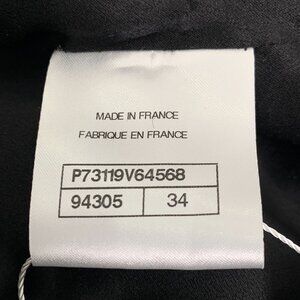 MADE IN FRANCE
FABRIQUE EN FRANCE
P73119V64568
94305 34